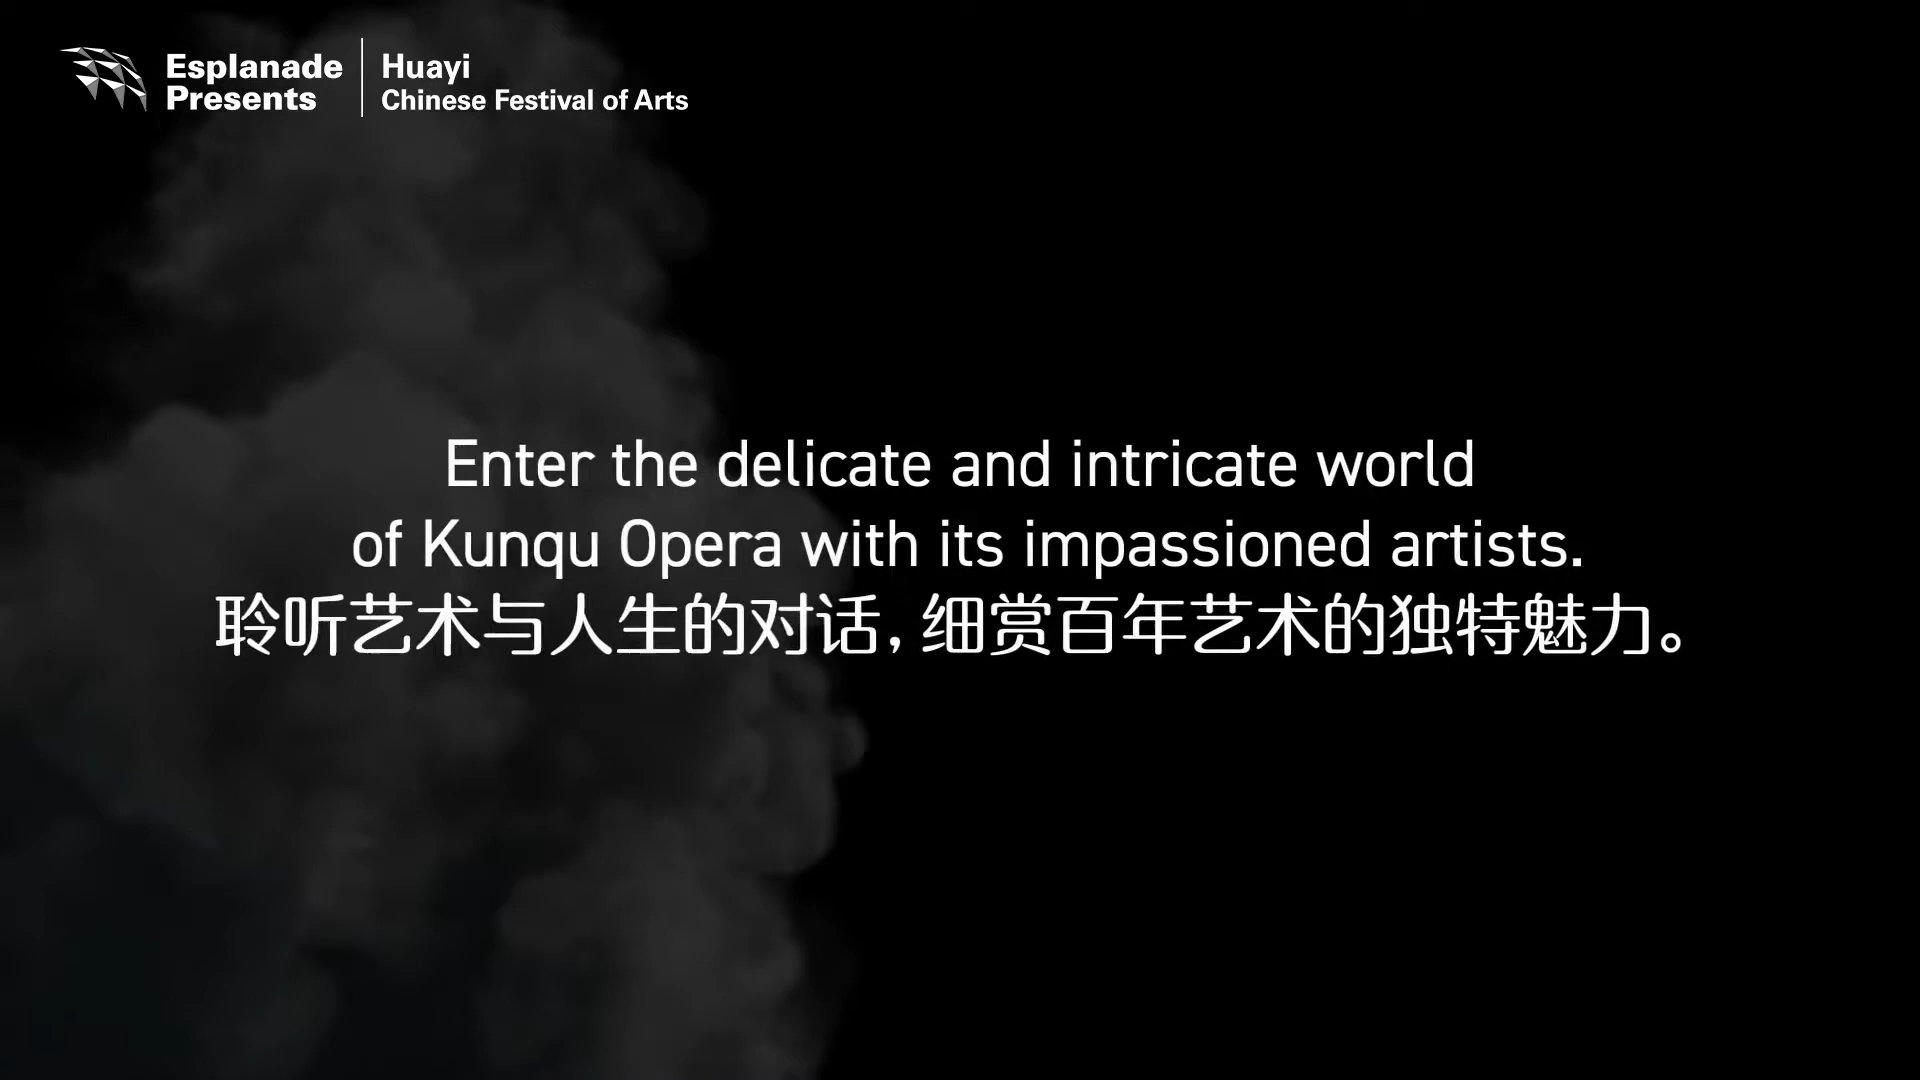 Esplanade
Presents
Huayi
Chinese Festival of Arts
Enter the delicate and intricate world
of Kunqu Opera with its impassioned artists.
聆听艺术与人生的对话，细赏百年艺术的独特魅力。